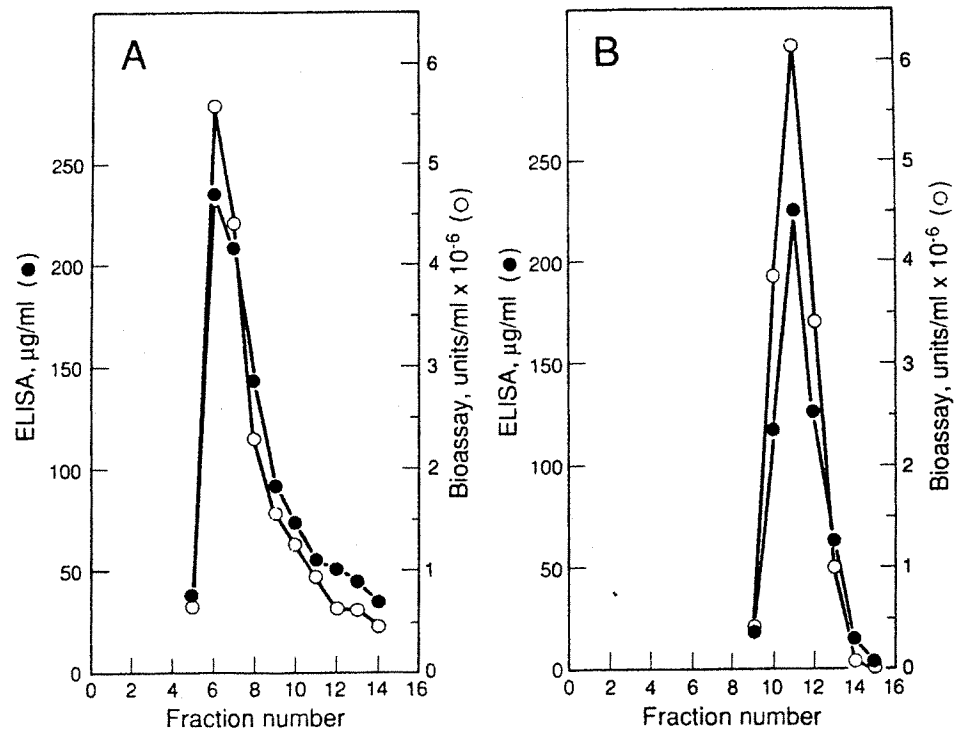 A
ELISA, µg/ml (●)
250
200
150
100
50
0
0 2 4 6 8 10 12 14 16
Fraction number
6
5
4
3
2
1
0
Bioassay, units/ml x 10-6 (○)
B
ELISA, µg/ml (●)
250
200
150
100
50
0
0 2 4 6 8 10 12 14 16
Fraction number
6
5
4
3
2
1
0
Bioassay, units/ml x 10-6 (○)